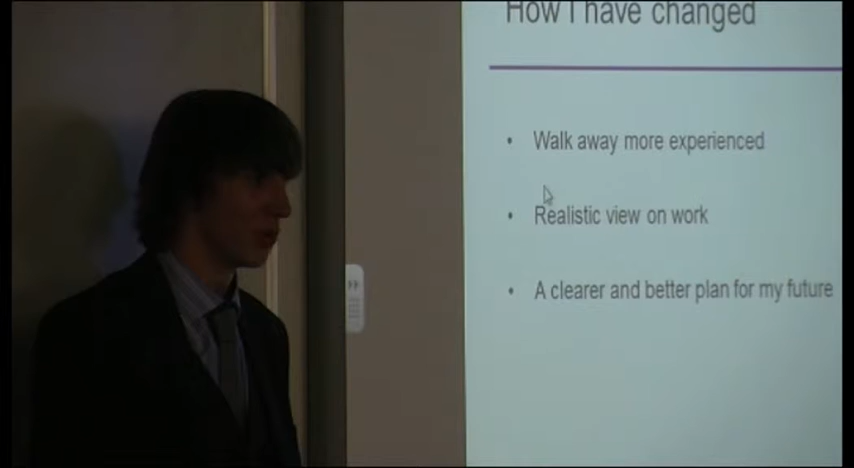 How I have changed
• Walk away more experienced
• Realistic view on work
• A clearer and better plan for my future